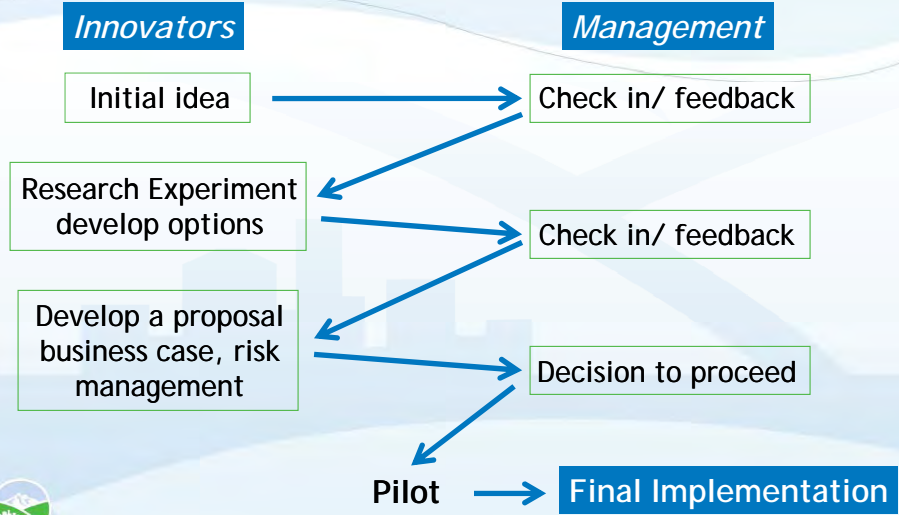 Innovators
Management
Initial idea
Check in/ feedback
Research Experiment
develop options
Check in/ feedback
Develop a proposal
business case, risk
management
Decision to proceed
Pilot
Final Implementation